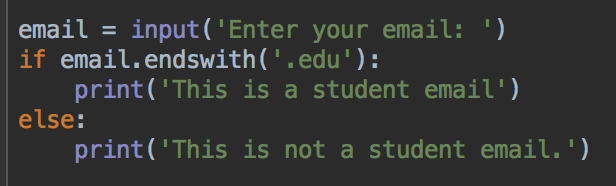 email = input('Enter your email: ')
if email.endswith('.edu'):
    print('This is a student email')
else:
    print('This is not a student email.')